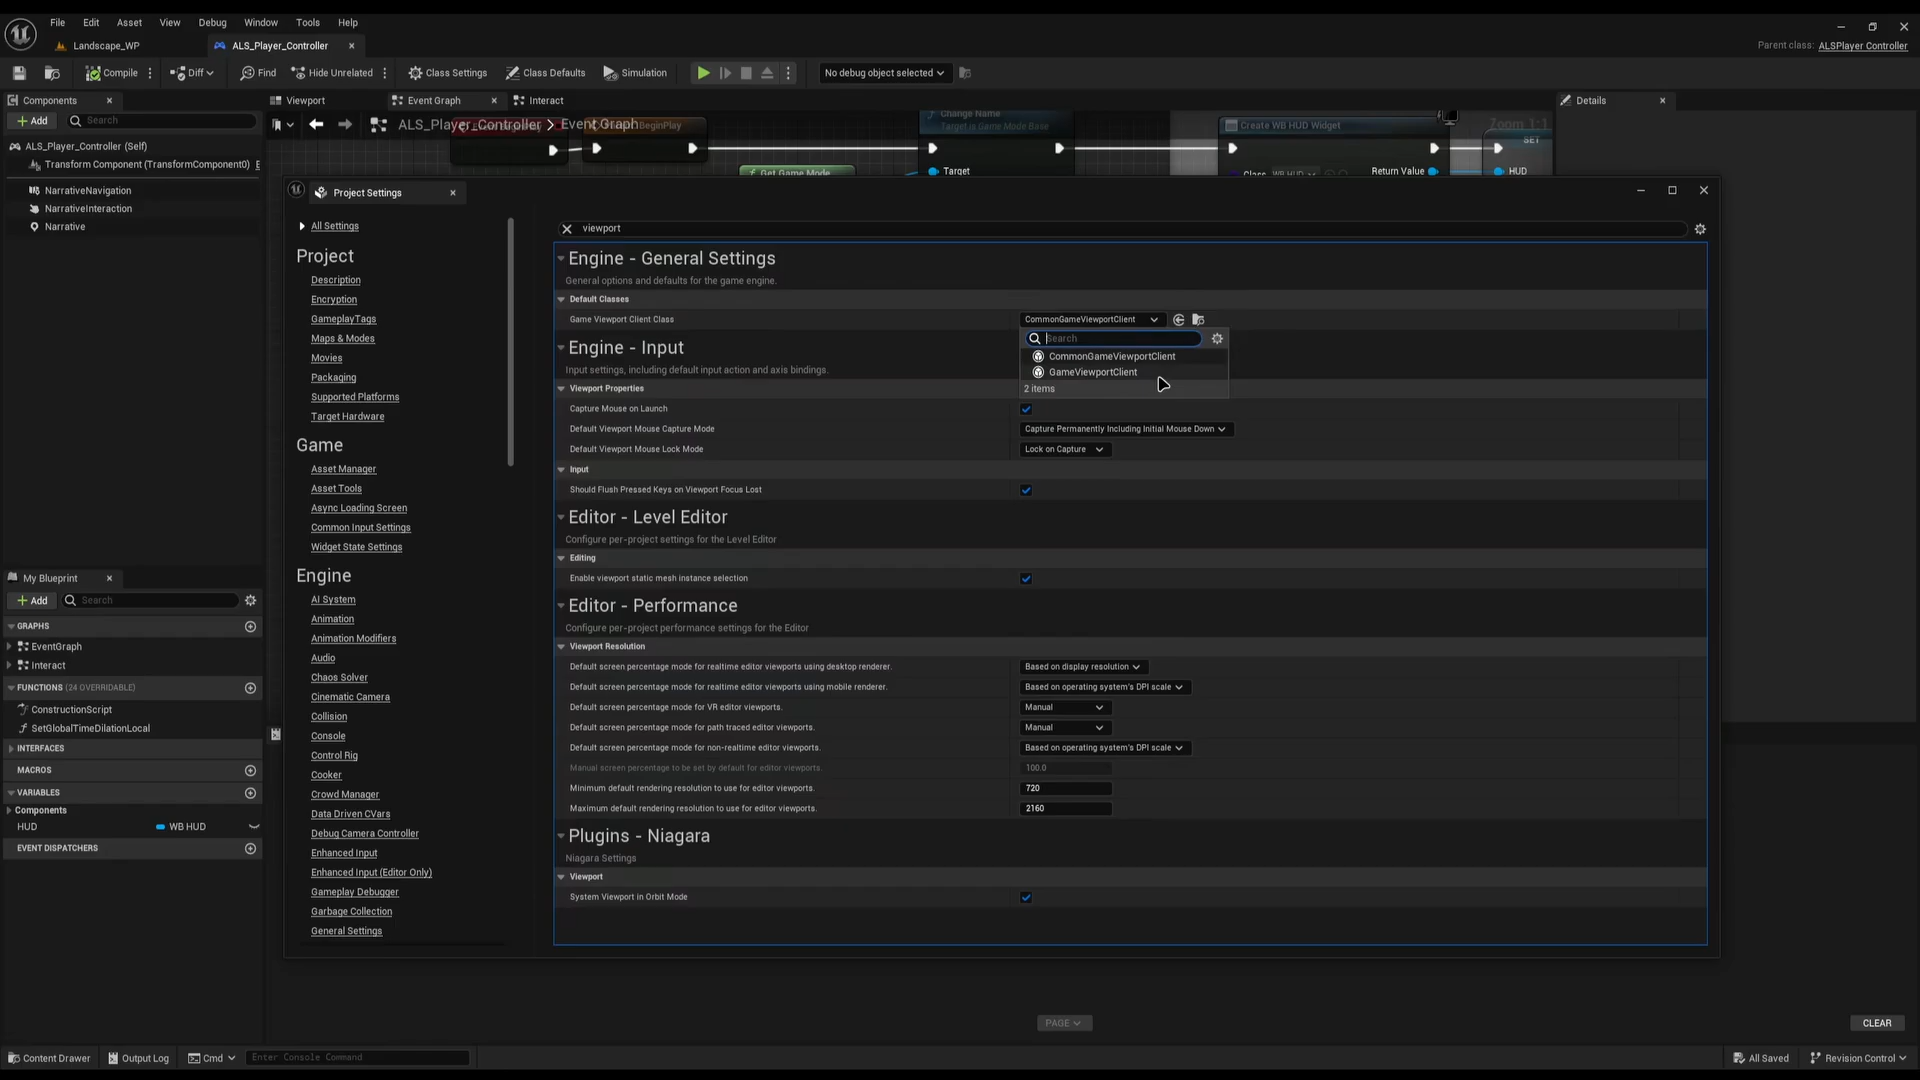 File Edit Asset View Debug Window Tools Help
Landscape_WP
ALS_Player_Controller
Parent class: ALSPlayer Controller
Compile Diff Find Hide Unrelated Class Settings Class Defaults Simulation No debug object selected
Components
Viewport Event Graph Interact
Details
+ Add Search
ALS_Player_Controller > Event Graph
BeginPlay
Change Name
Target is Game Mode Base
Create WB HUD Widget
Zoom 1:1
SET
ALS_Player_Controller (Self)
Transform Component (TransformComponent0) E
NarrativeNavigation
NarrativeInteraction
Narrative
Get Game Mode
Target
Class WB HUD
Return Value
HUD
Project Settings
All Settings
Project
Description
Encryption
GameplayTags
Maps & Modes
Movies
Packaging
Supported Platforms
Target Hardware
Game
Asset Manager
Asset Tools
Async Loading Screen
Common Input Settings
Widget State Settings
Engine
AI System
Animation
Animation Modifiers
Audio
Chaos Solver
Cinematic Camera
Collision
Console
Control Rig
Cooker
Crowd Manager
Data Driven CVars
Debug Camera Controller
Enhanced Input
Enhanced Input (Editor Only)
Gameplay Debugger
Garbage Collection
General Settings
viewport
Engine - General Settings
General options and defaults for the game engine.
Default Classes
Game Viewport Client Class CommonGameViewportClient
Search
CommonGameViewportClient
GameViewportClient
2 items
Engine - Input
Input settings, including default input action and axis bindings.
Viewport Properties
Capture Mouse on Launch
Default Viewport Mouse Capture Mode Capture Permanently Including Initial Mouse Down
Default Viewport Mouse Lock Mode Lock on Capture
Input
Should Flush Pressed Keys on Viewport Focus Lost
Editor - Level Editor
Configure per-project settings for the Level Editor
Editing
Enable viewport static mesh instance selection
Editor - Performance
Configure per-project performance settings for the Editor
Viewport Resolution
Default screen percentage mode for realtime editor viewports using desktop renderer. Based on display resolution
Default screen percentage mode for realtime editor viewports using mobile renderer. Based on operating system's DPI scale
Default screen percentage mode for VR editor viewports. Manual
Default screen percentage mode for path traced editor viewports. Manual
Default screen percentage mode for non-realtime editor viewports. Based on operating system's DPI scale
Manual screen percentage to be set by default for editor viewports. 100.0
Minimum default rendering resolution to use for editor viewports. 720
Maximum default rendering resolution to use for editor viewports. 2160
Plugins - Niagara
Niagara Settings
Viewport
System Viewport in Orbit Mode
My Blueprint
+ Add Search
GRAPHS
EventGraph
Interact
FUNCTIONS (24 OVERRIDABLE)
ConstructionScript
SetGlobalTimeDilationLocal
INTERFACES
MACROS
VARIABLES
Components
HUD WB HUD
EVENT DISPATCHERS
PAGE
CLEAR
Content Drawer Output Log Cmd Enter Console Command All Saved Revision Control